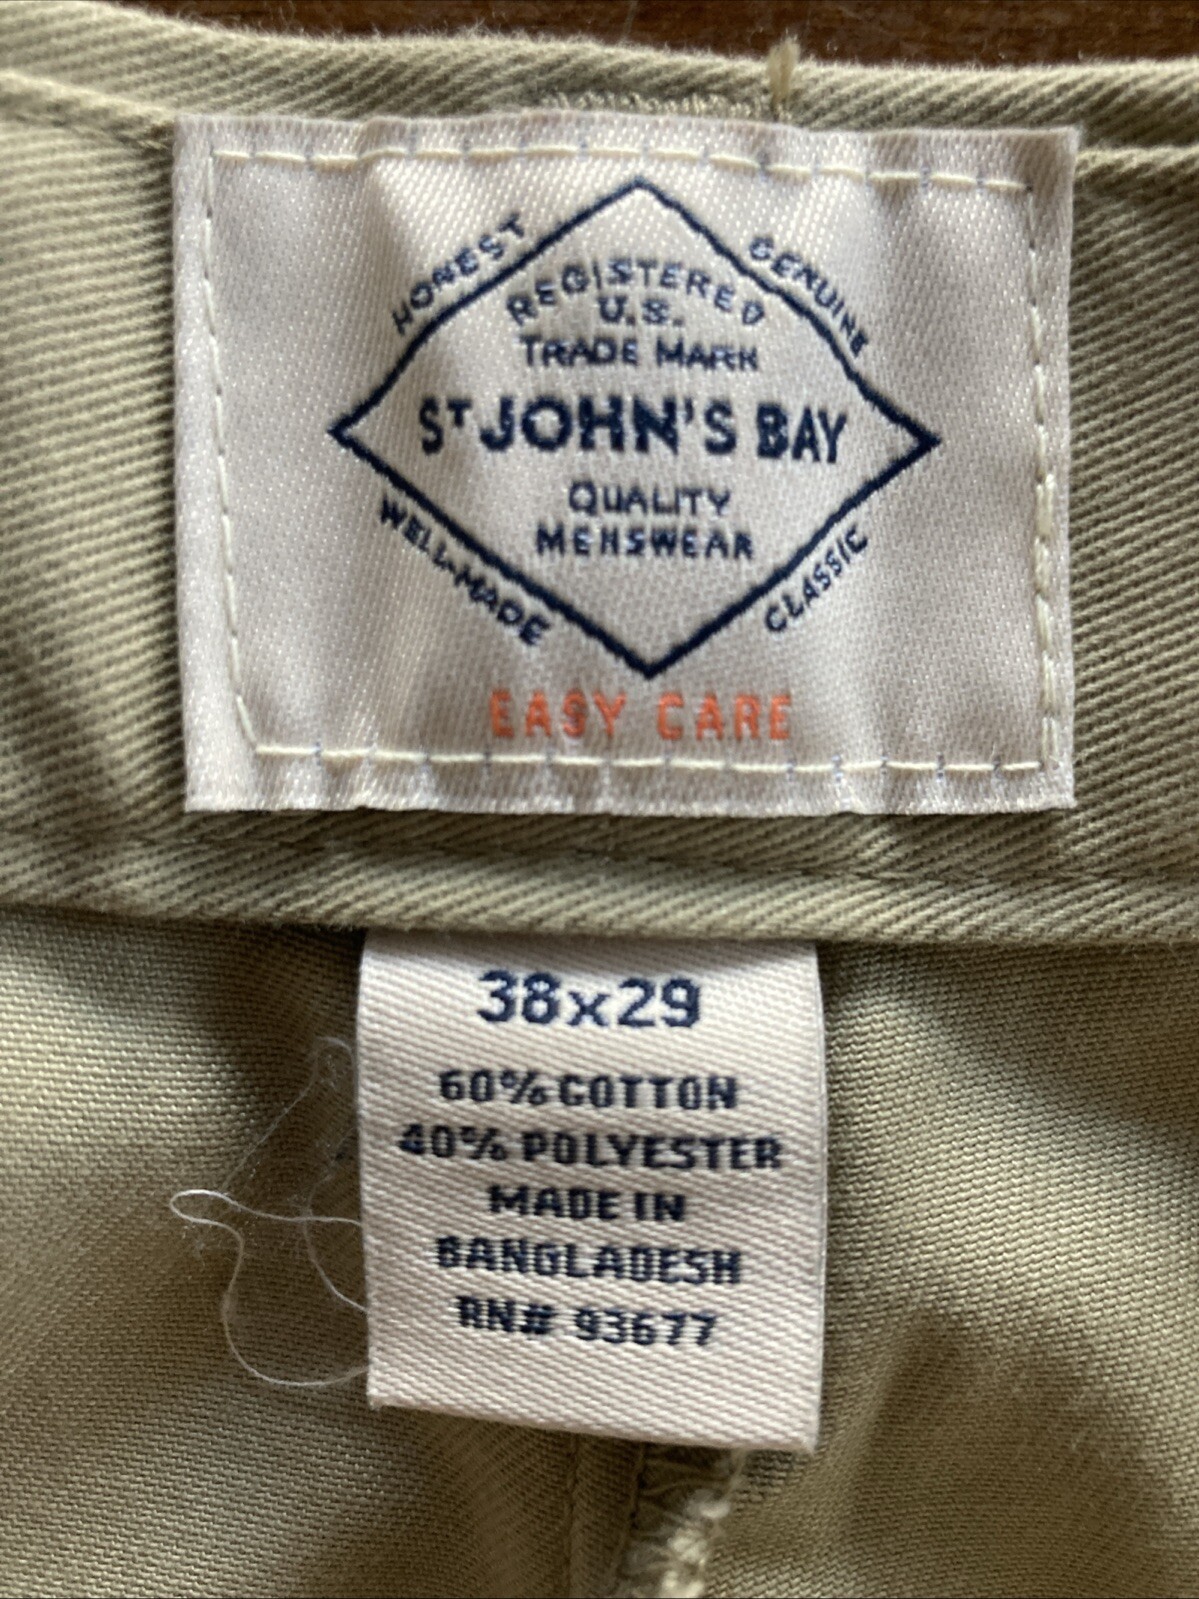 HONEST
GENUINE
REGISTERED
U.S.
TRADE MARK
ST JOHN'S BAY
QUALITY
MENSWEAR
WELL-MADE
CLASSIC
EASY CARE
38x29
60% COTTON
40% POLYESTER
MADE IN
BANGLADESH
RN# 93677